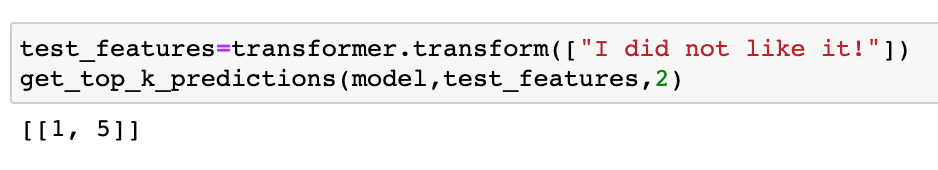 test_features=transformer.transform(["I did not like it!"])
get_top_k_predictions(model,test_features,2)
[[1, 5]]